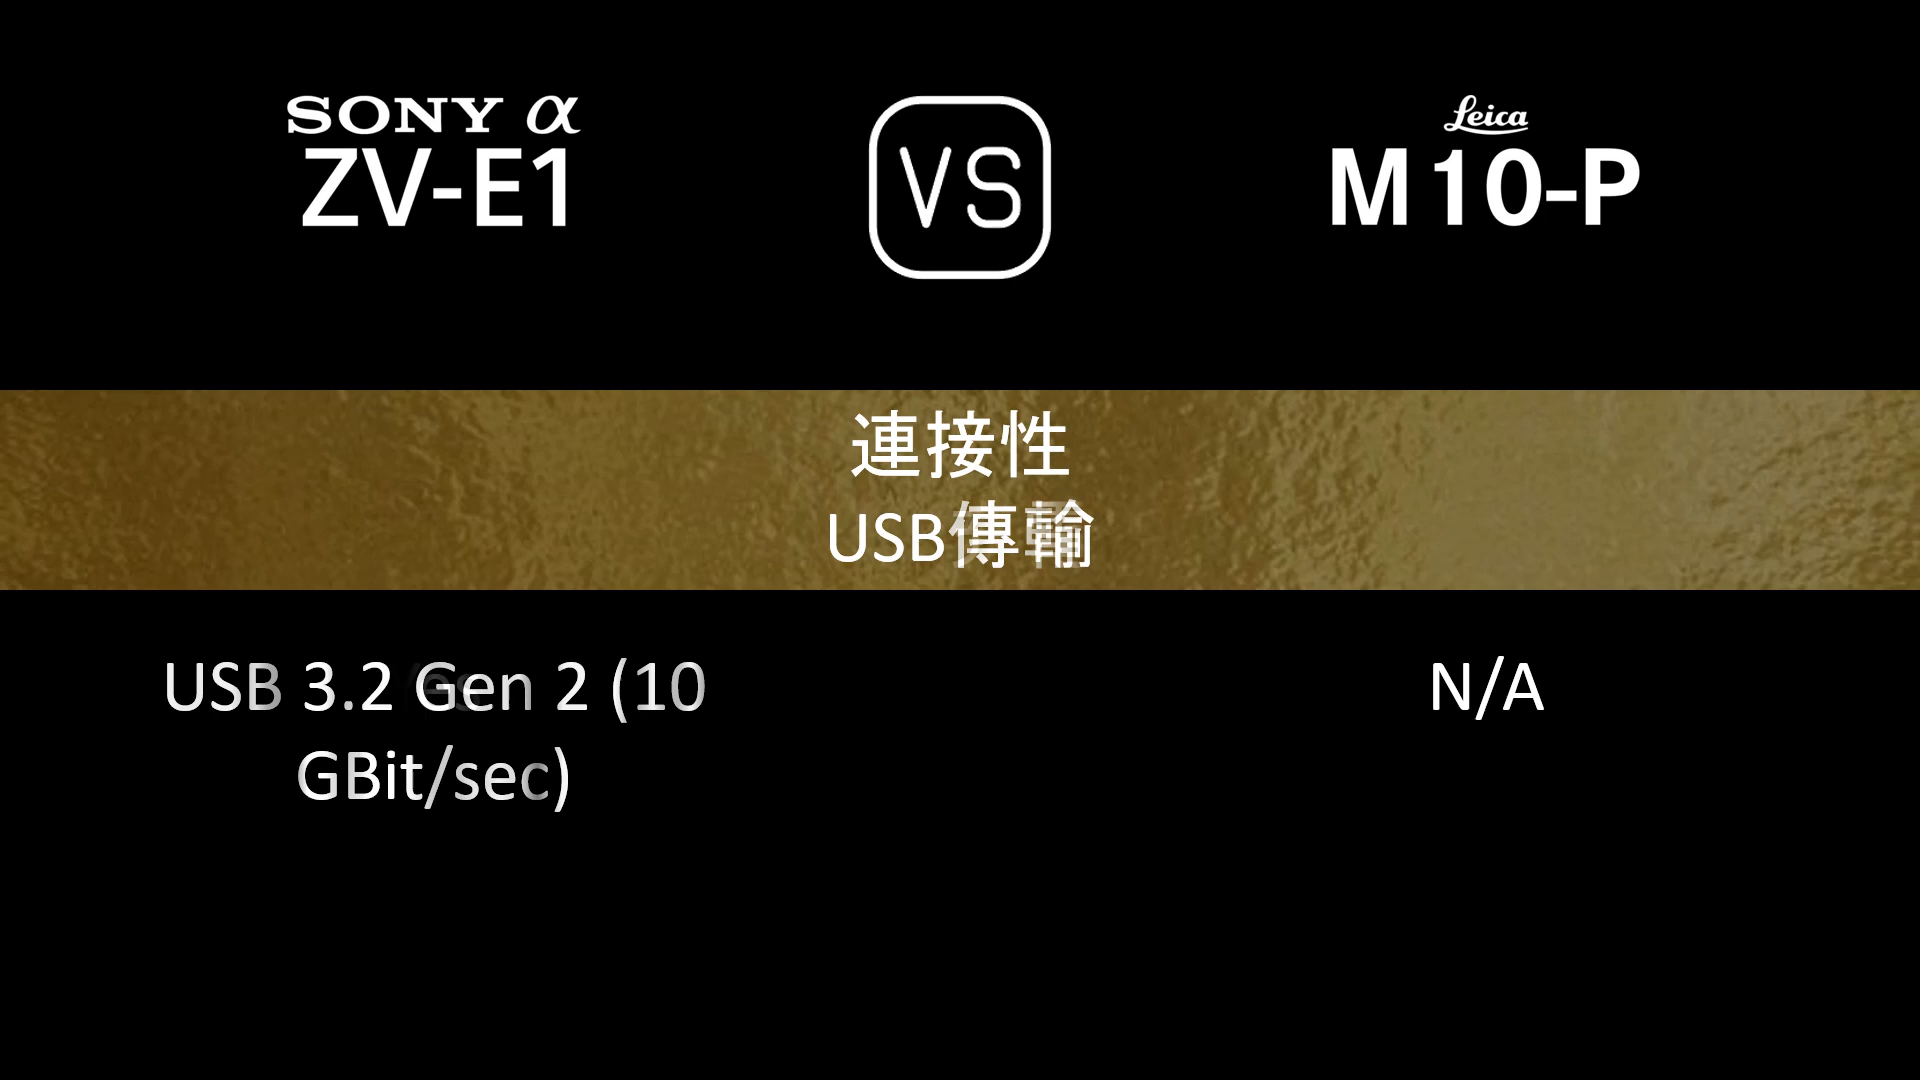 SONY α
ZV-E1
VS
Leica
M10-P
連接性
USB傳輸
USB 3.2 Gen 2 (10
GBit/sec)
N/A